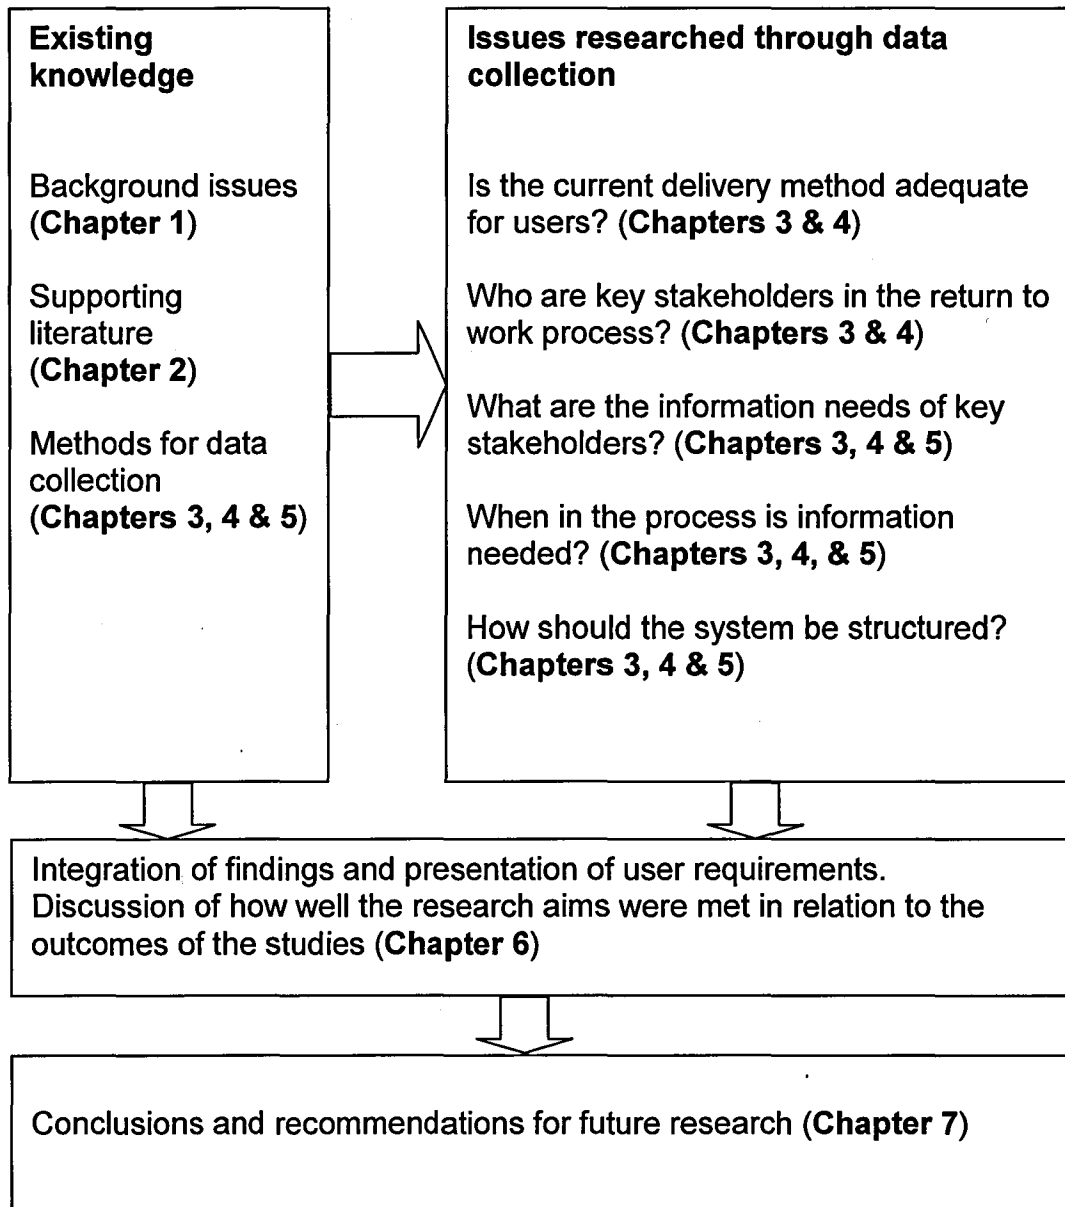 Existing
knowledge
Background issues
(Chapter 1)
Supporting
literature
(Chapter 2)
Methods for data
collection
(Chapters 3, 4 & 5)
Issues researched through data
collection
Is the current delivery method adequate
for users? (Chapters 3 & 4)
Who are key stakeholders in the return to
work process? (Chapters 3 & 4)
What are the information needs of key
stakeholders? (Chapters 3, 4 & 5)
When in the process is information
needed? (Chapters 3, 4, & 5)
How should the system be structured?
(Chapters 3, 4 & 5)
Integration of findings and presentation of user requirements.
Discussion of how well the research aims were met in relation to the
outcomes of the studies (Chapter 6)
Conclusions and recommendations for future research (Chapter 7)